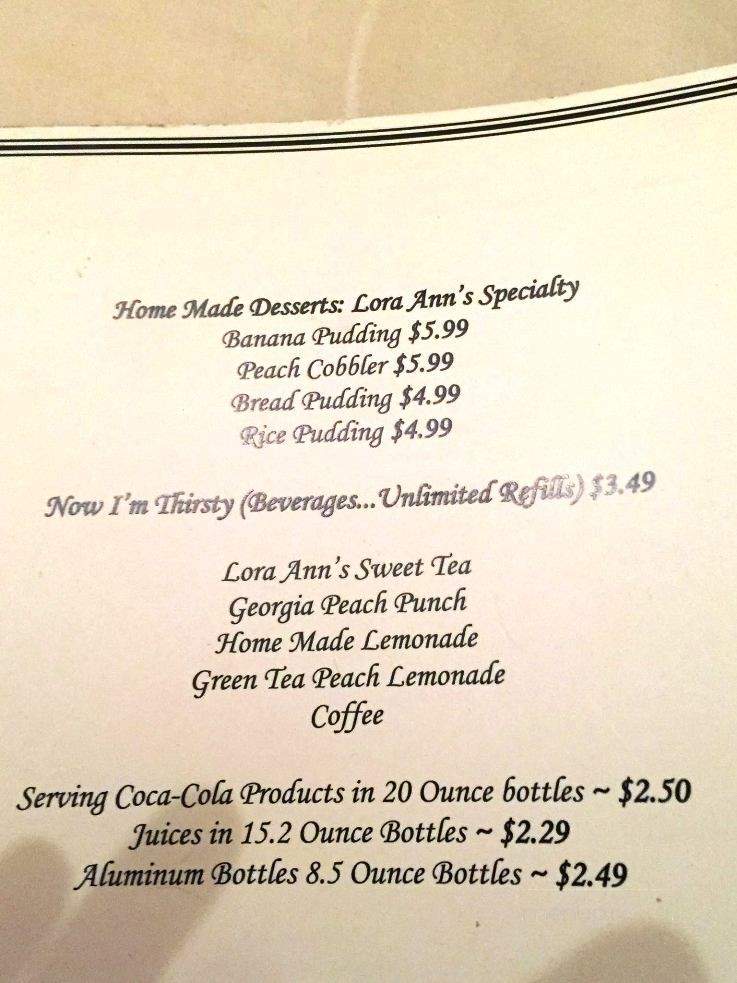 Home Made Desserts: Lora Ann's Specialty
Banana Pudding $5.99
Peach Cobbler $5.99
Bread Pudding $4.99
Rice Pudding $4.99
Now I'm Thirsty (Beverages...Unlimited Refills) $3.49
Lora Ann's Sweet Tea
Georgia Peach Punch
Home Made Lemonade
Green Tea Peach Lemonade
Coffee
Serving Coca-Cola Products in 20 Ounce bottles ~ $2.50
Juices in 15.2 Ounce Bottles ~ $2.29
Aluminum Bottles 8.5 Ounce Bottles ~ $2.49